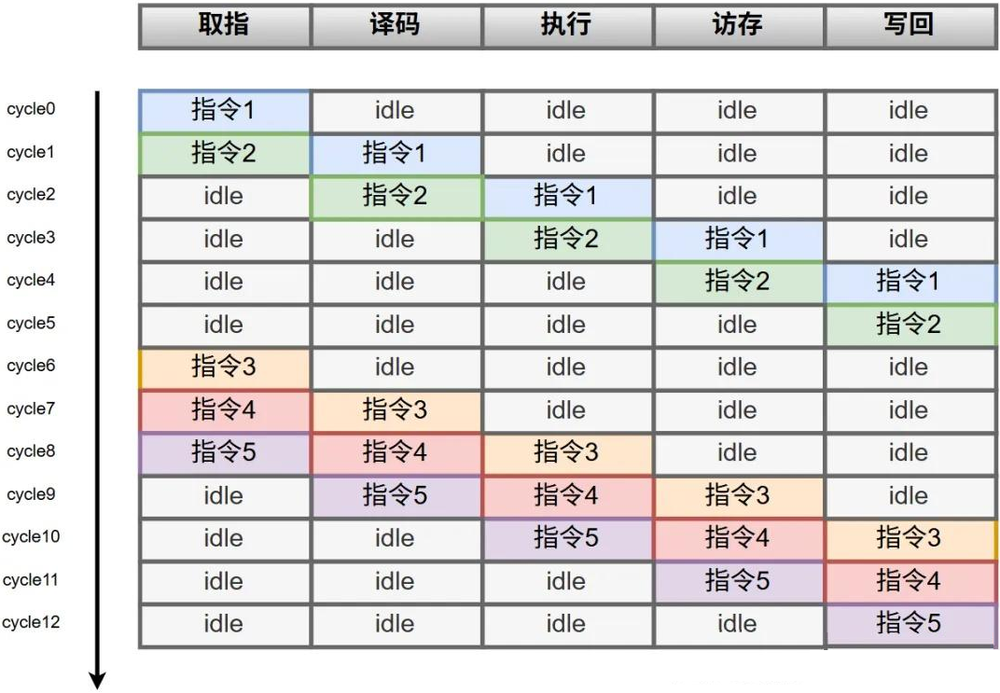 取指 译码 执行 访存 写回
cycle0 指令1 idle idle idle idle
cycle1 指令2 指令1 idle idle idle
cycle2 idle 指令2 指令1 idle idle
cycle3 idle idle 指令2 指令1 idle
cycle4 idle idle idle 指令2 指令1
cycle5 idle idle idle idle 指令2
cycle6 指令3 idle idle idle idle
cycle7 指令4 指令3 idle idle idle
cycle8 指令5 指令4 指令3 idle idle
cycle9 idle 指令5 指令4 指令3 idle
cycle10 idle idle 指令5 指令4 指令3
cycle11 idle idle idle 指令5 指令4
cycle12 idle idle idle idle 指令5